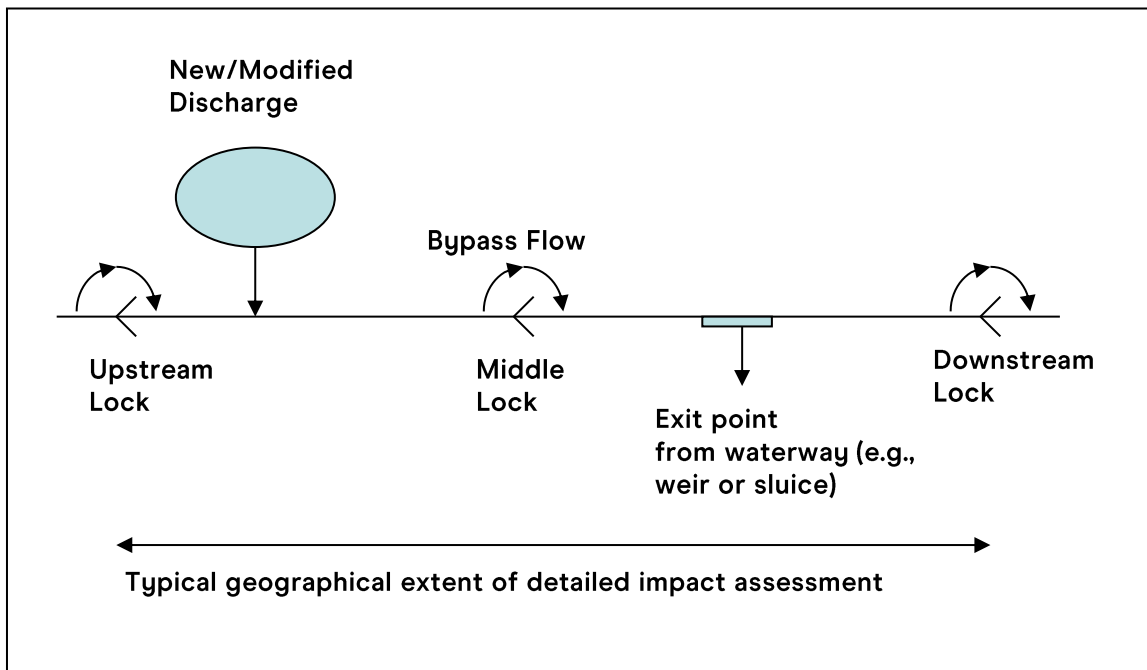 New/Modified
Discharge
Bypass Flow
Upstream
Lock
Middle
Lock
Downstream
Lock
Exit point
from waterway (e.g.,
weir or sluice)
Typical geographical extent of detailed impact assessment